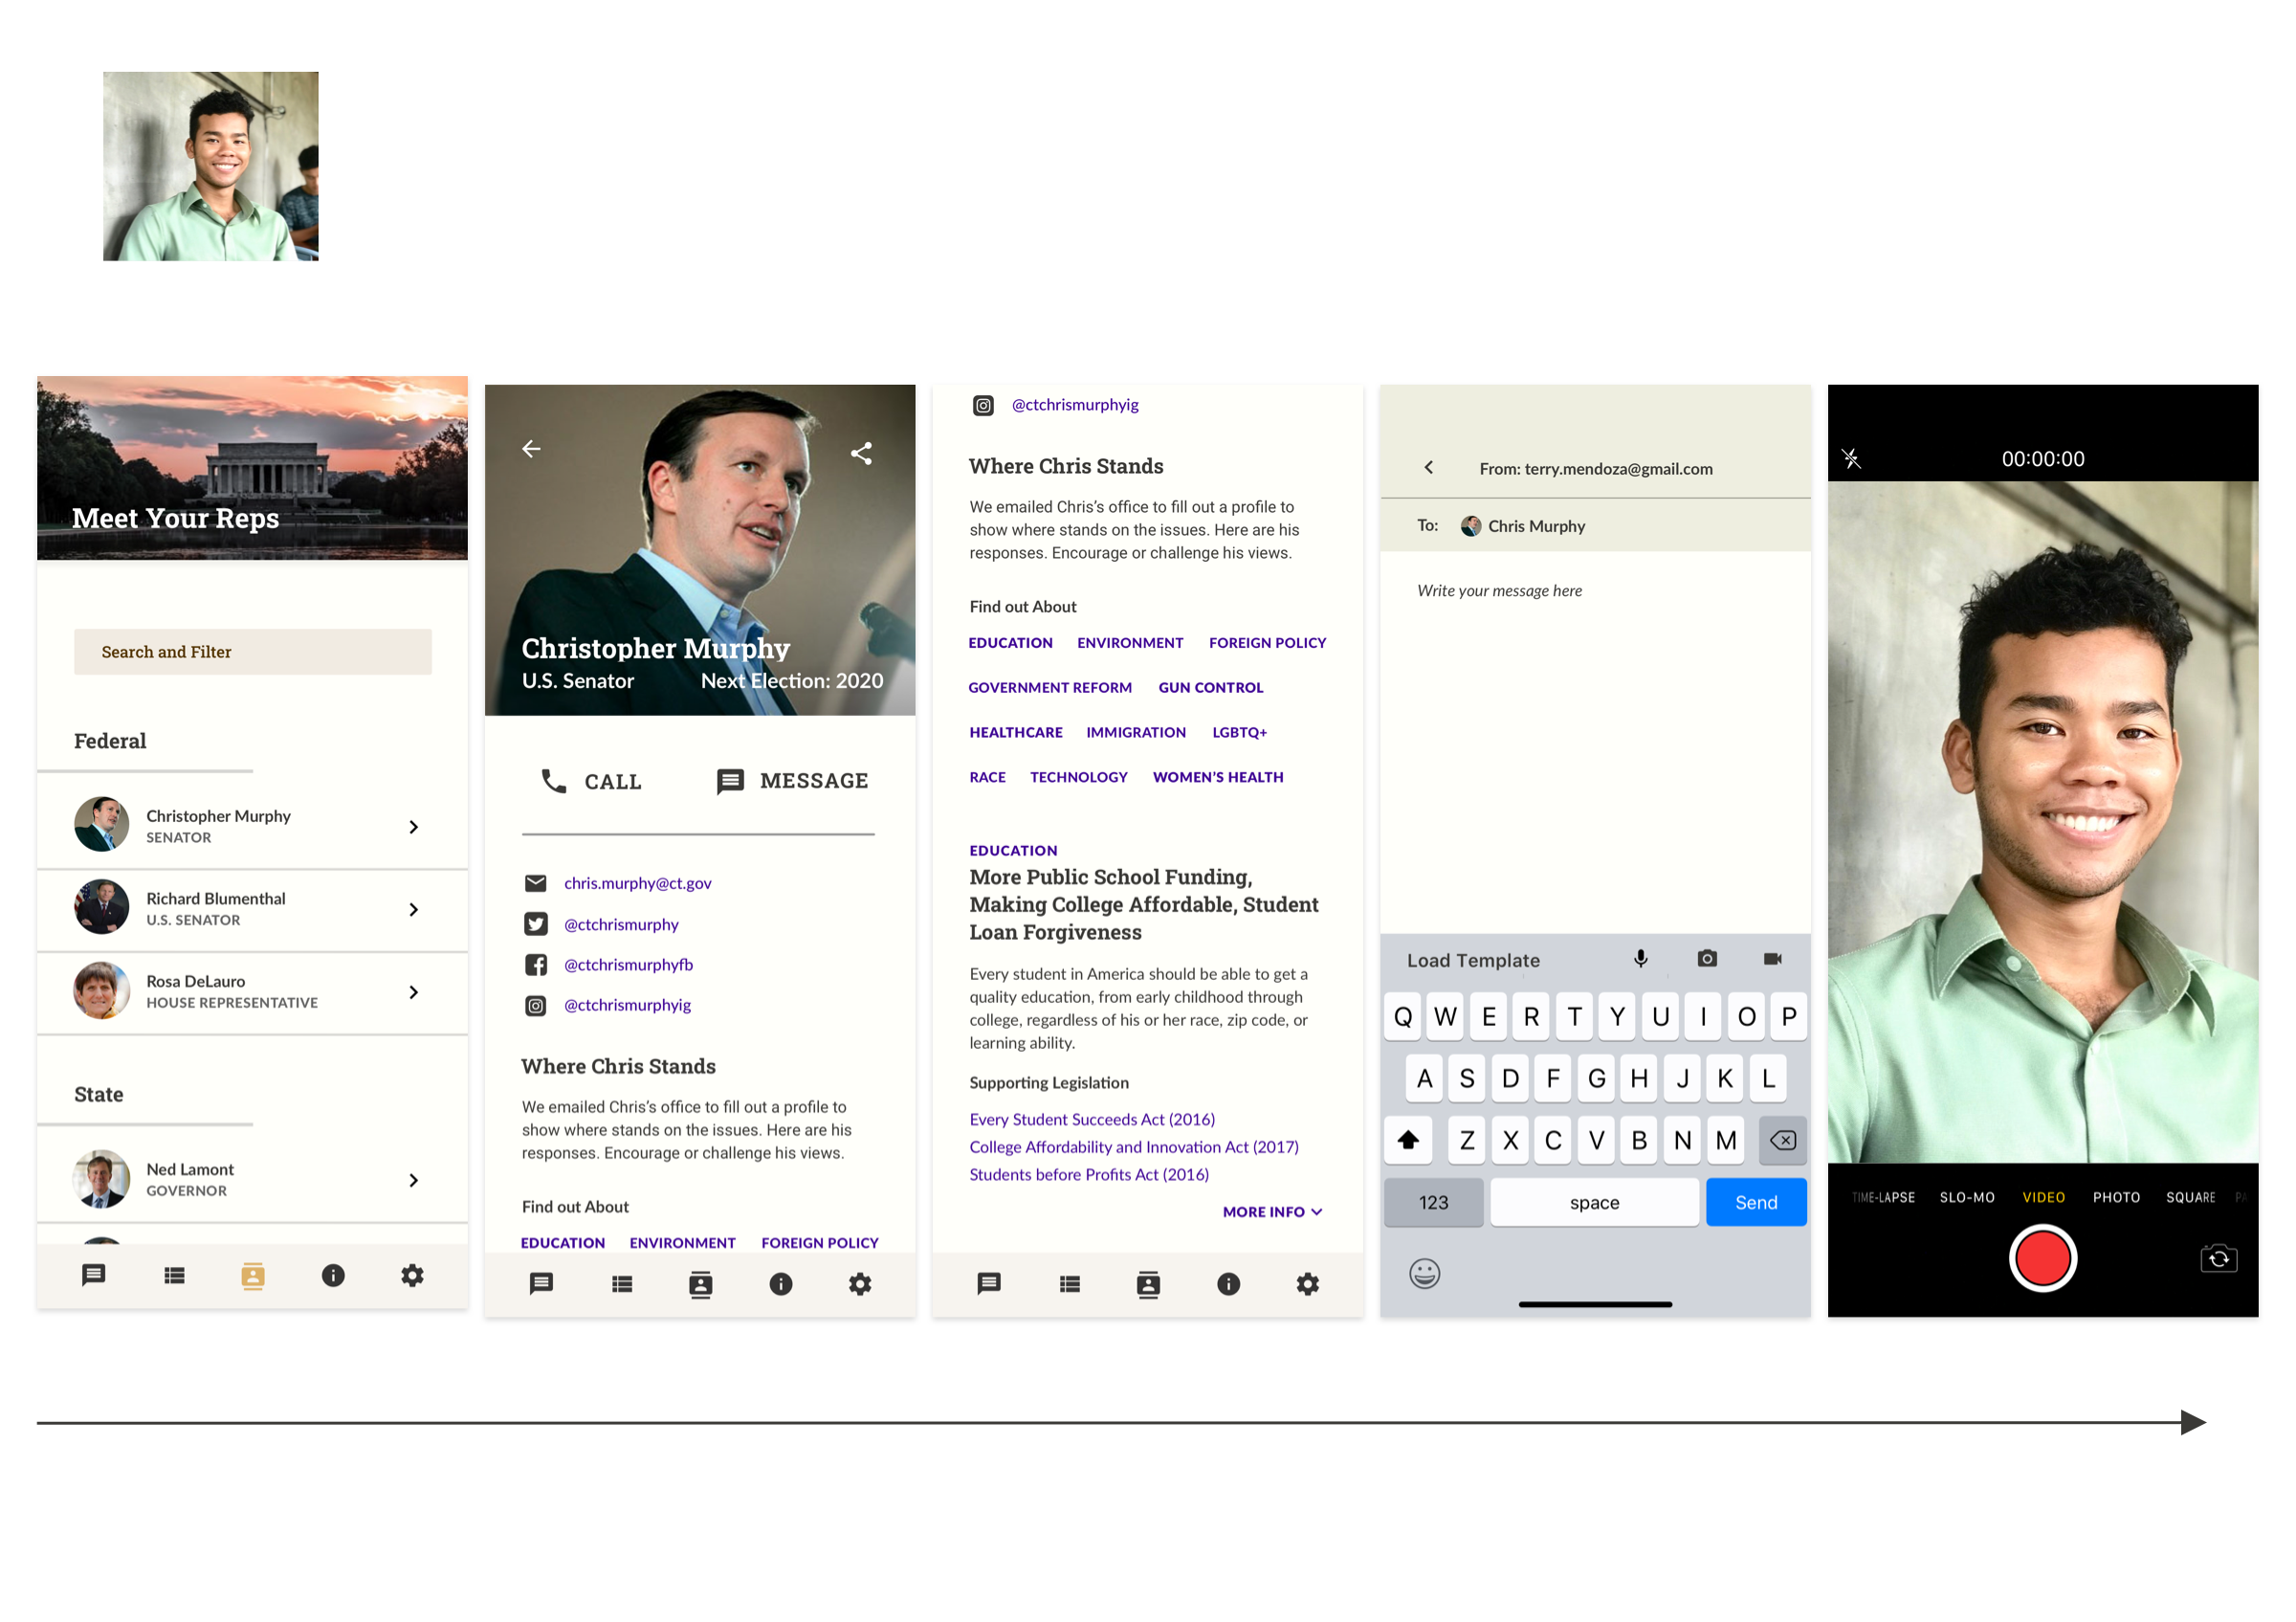 Meet Your Reps
Search and Filter
Federal
Christopher Murphy
SENATOR
Richard Blumenthal
U.S. SENATOR
Rosa DeLauro
HOUSE REPRESENTATIVE
State
Ned Lamont
GOVERNOR
Christopher Murphy
U.S. Senator Next Election: 2020
CALL MESSAGE
chris.murphy@ct.gov
@ctchrismurphy
@ctchrismurphyfb
@ctchrismurphyig
Where Chris Stands
We emailed Chris's office to fill out a profile to
show where stands on the issues. Here are his
responses. Encourage or challenge his views.
Find out About
EDUCATION ENVIRONMENT FOREIGN POLICY
@ctchrismurphyig
Where Chris Stands
We emailed Chris's office to fill out a profile to
show where stands on the issues. Here are his
responses. Encourage or challenge his views.
Find out About
EDUCATION ENVIRONMENT FOREIGN POLICY
GOVERNMENT REFORM GUN CONTROL
HEALTHCARE IMMIGRATION LGBTQ+
RACE TECHNOLOGY WOMEN'S HEALTH
EDUCATION
More Public School Funding,
Making College Affordable, Student
Loan Forgiveness
Every student in America should be able to get a
quality education, from early childhood through
college, regardless of his or her race, zip code, or
learning ability.
Supporting Legislation
Every Student Succeeds Act (2016)
College Affordability and Innovation Act (2017)
Students before Profits Act (2016)
MORE INFO
From: terry.mendoza@gmail.com
To: Chris Murphy
Write your message here
Load Template
Q W E R T Y U I O P
A S D F G H J K L
Z X C V B N M
123 space Send
00:00:00
TIME-LAPSE SLO-MO VIDEO PHOTO SQUARE PA